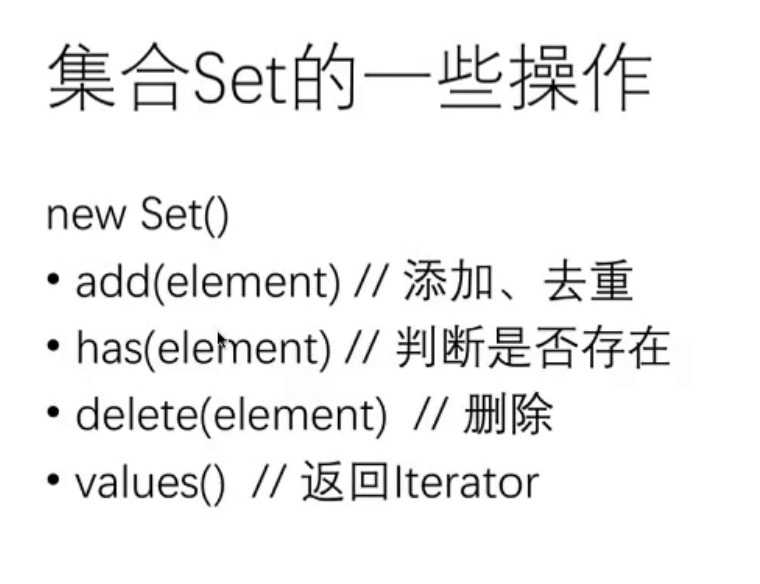 集合Set的一些操作
new Set()
• add(element) // 添加、去重
• has(element) // 判断是否存在
• delete(element) // 删除
• values() // 返回Iterator